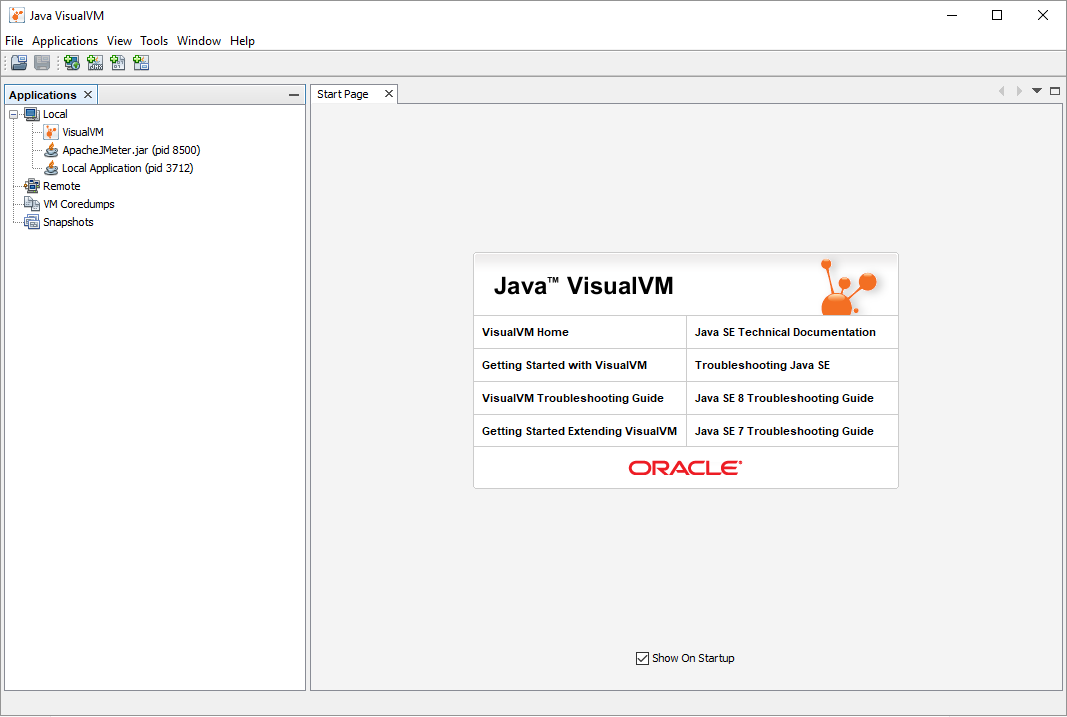 Java VisualVM
File Applications View Tools Window Help
Applications
Start Page
Local
VisualVM
ApacheJMeter.jar (pid 8500)
Local Application (pid 3712)
Remote
VM Coredumps
Snapshots
Java™ VisualVM
VisualVM Home
Java SE Technical Documentation
Getting Started with VisualVM
Troubleshooting Java SE
VisualVM Troubleshooting Guide
Java SE 8 Troubleshooting Guide
Getting Started Extending VisualVM
Java SE 7 Troubleshooting Guide
ORACLE
Show On Startup